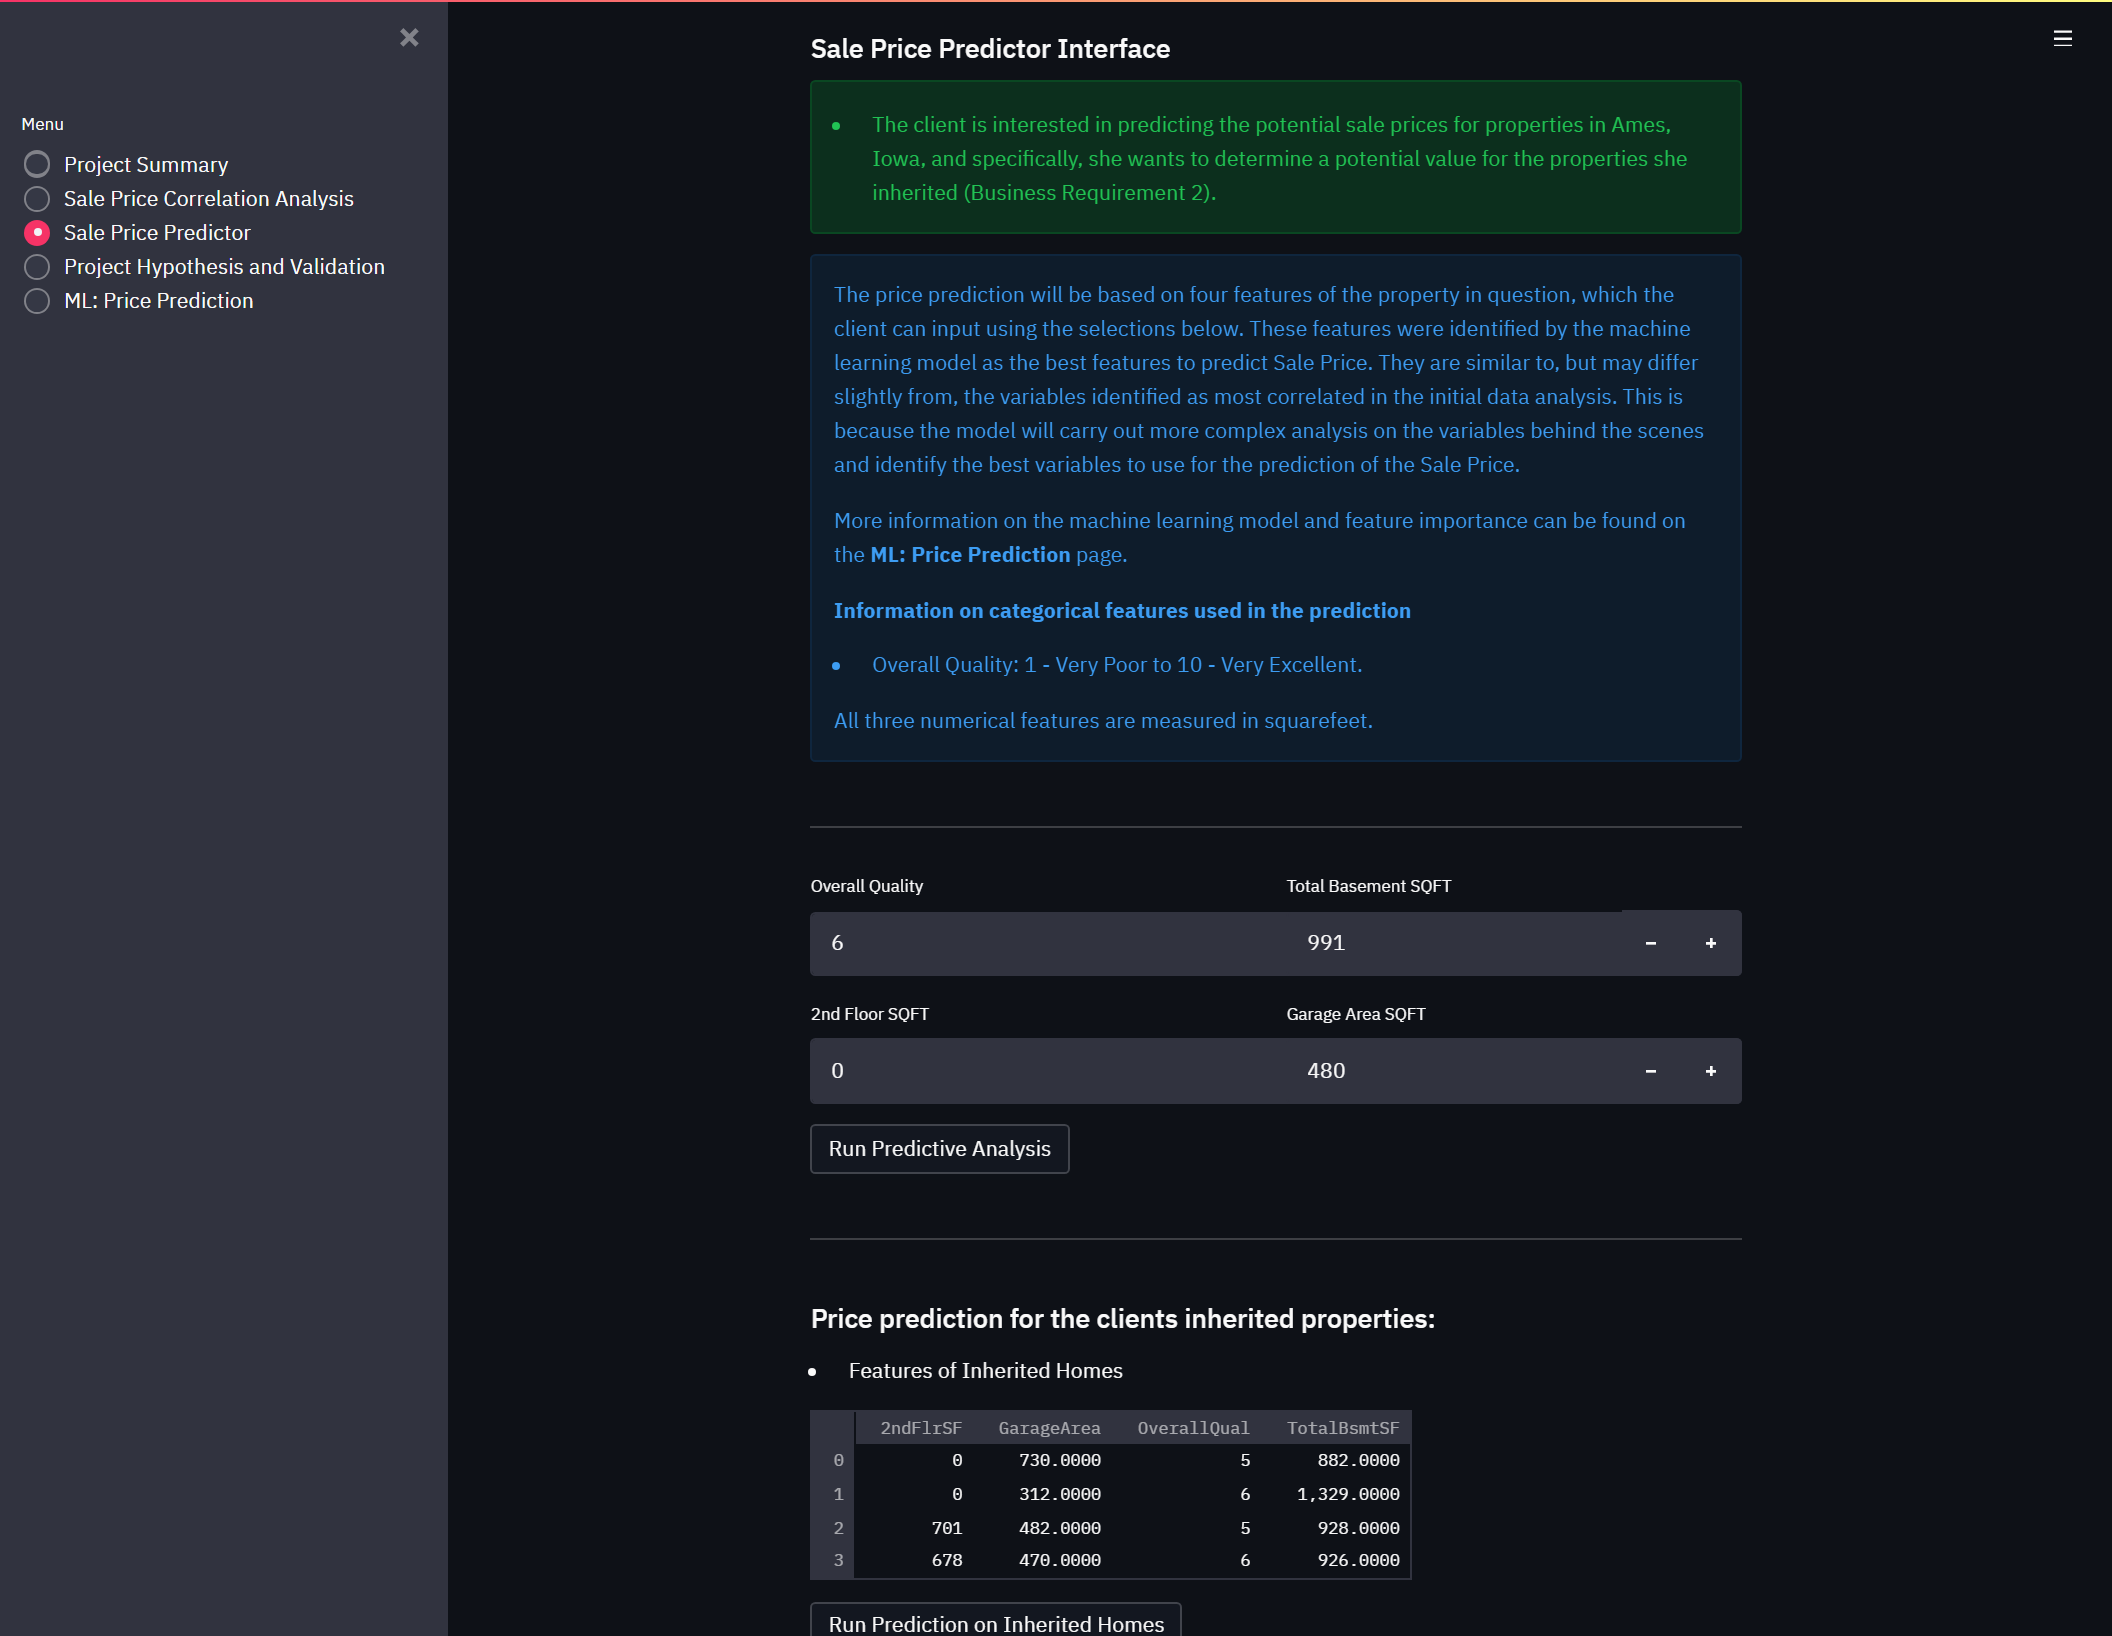 Menu
Project Summary
Sale Price Correlation Analysis
Sale Price Predictor
Project Hypothesis and Validation
ML: Price Prediction
Sale Price Predictor Interface
The client is interested in predicting the potential sale prices for properties in Ames,
Iowa, and specifically, she wants to determine a potential value for the properties she
inherited (Business Requirement 2).
The price prediction will be based on four features of the property in question, which the
client can input using the selections below. These features were identified by the machine
learning model as the best features to predict Sale Price. They are similar to, but may differ
slightly from, the variables identified as most correlated in the initial data analysis. This is
because the model will carry out more complex analysis on the variables behind the scenes
and identify the best variables to use for the prediction of the Sale Price.
More information on the machine learning model and feature importance can be found on
the ML: Price Prediction page.
Information on categorical features used in the prediction
Overall Quality: 1 - Very Poor to 10 - Very Excellent.
All three numerical features are measured in squarefeet.
Overall Quality Total Basement SQFT
6 991 − +
2nd Floor SQFT Garage Area SQFT
0 480 − +
Run Predictive Analysis
Price prediction for the clients inherited properties:
Features of Inherited Homes
2ndFlrSF GarageArea OverallQual TotalBsmtSF
0 0 730.0000 5 882.0000
1 0 312.0000 6 1,329.0000
2 701 482.0000 5 928.0000
3 678 470.0000 6 926.0000
Run Prediction on Inherited Homes